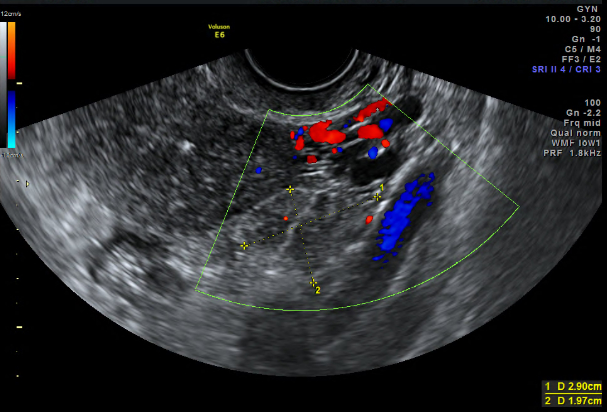 12cm/s
Voluson
E6
GYN
10.00 - 3.20
90
Gn -1
C5 / M4
FF3 / E2
SRI II 4 / CRI 3
100
Gn -2.2
Frq mid
Qual norm
WMF low1
PRF 1.8kHz
1
2
1 D 2.90cm
2 D 1.97cm